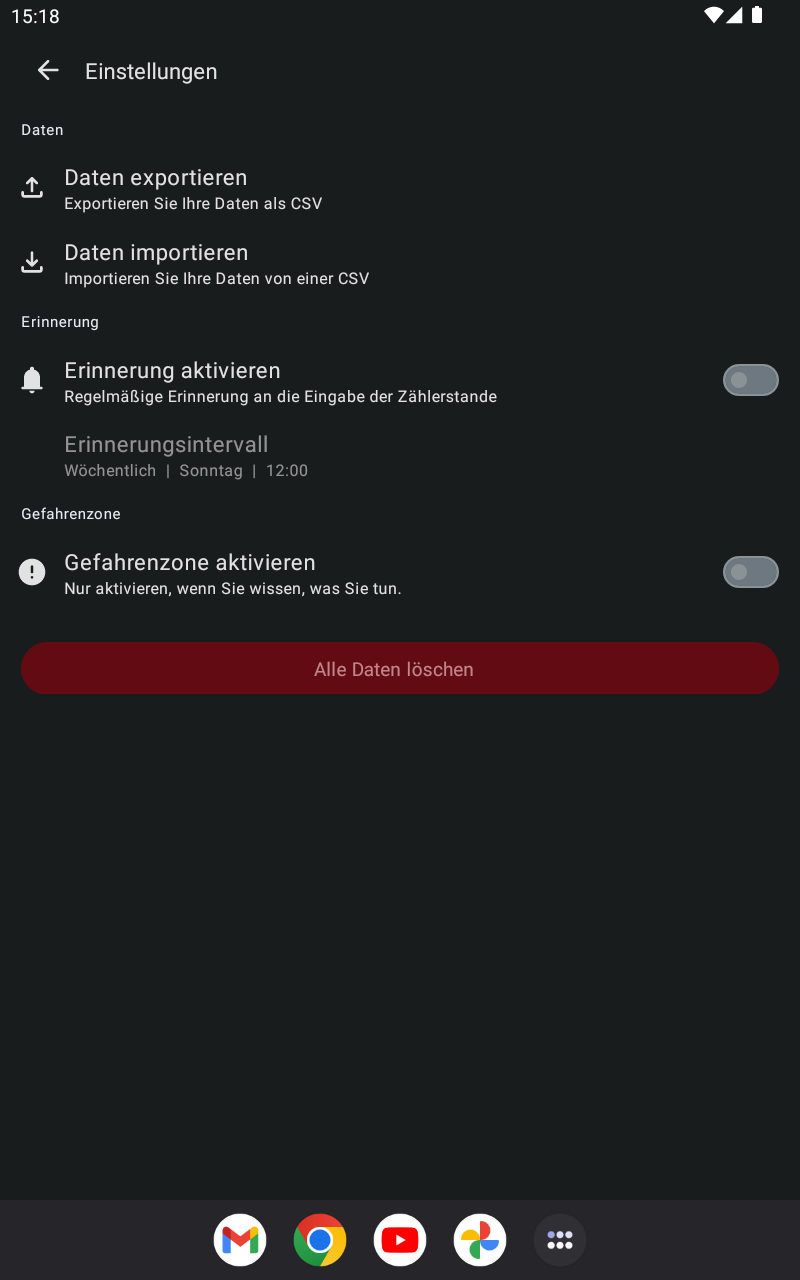 15:18
Einstellungen
Daten
Daten exportieren
Exportieren Sie Ihre Daten als CSV
Daten importieren
Importieren Sie Ihre Daten von einer CSV
Erinnerung
Erinnerung aktivieren
Regelmäßige Erinnerung an die Eingabe der Zählerstande
Erinnerungsintervall
Wöchentlich | Sonntag | 12:00
Gefahrenzone
Gefahrenzone aktivieren
Nur aktivieren, wenn Sie wissen, was Sie tun.
Alle Daten löschen